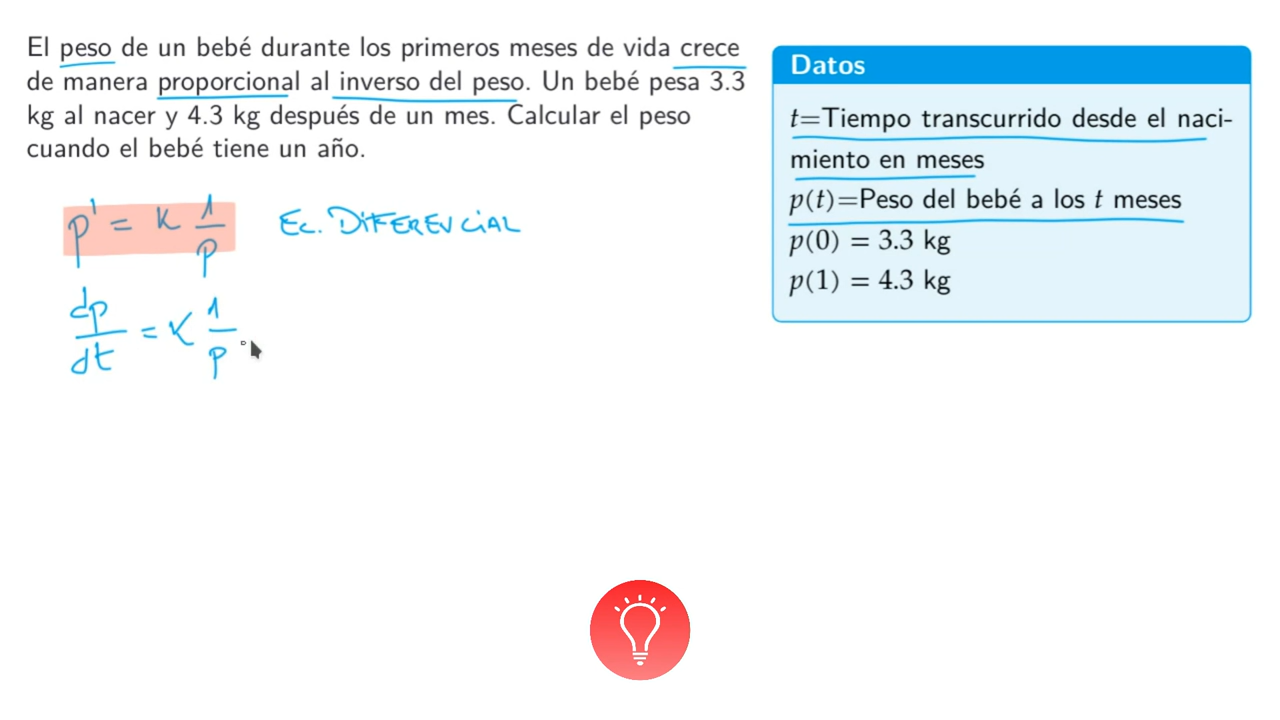 El peso de un bebé durante los primeros meses de vida crece
de manera proporcional al inverso del peso. Un bebé pesa 3.3
kg al nacer y 4.3 kg después de un mes. Calcular el peso
cuando el bebé tiene un año.
p' = K 1/p Ec. DIFERENCIAL
dp/dt = K 1/p
Datos
t=Tiempo transcurrido desde el naci-
miento en meses
p(t)=Peso del bebé a los t meses
p(0) = 3.3 kg
p(1) = 4.3 kg